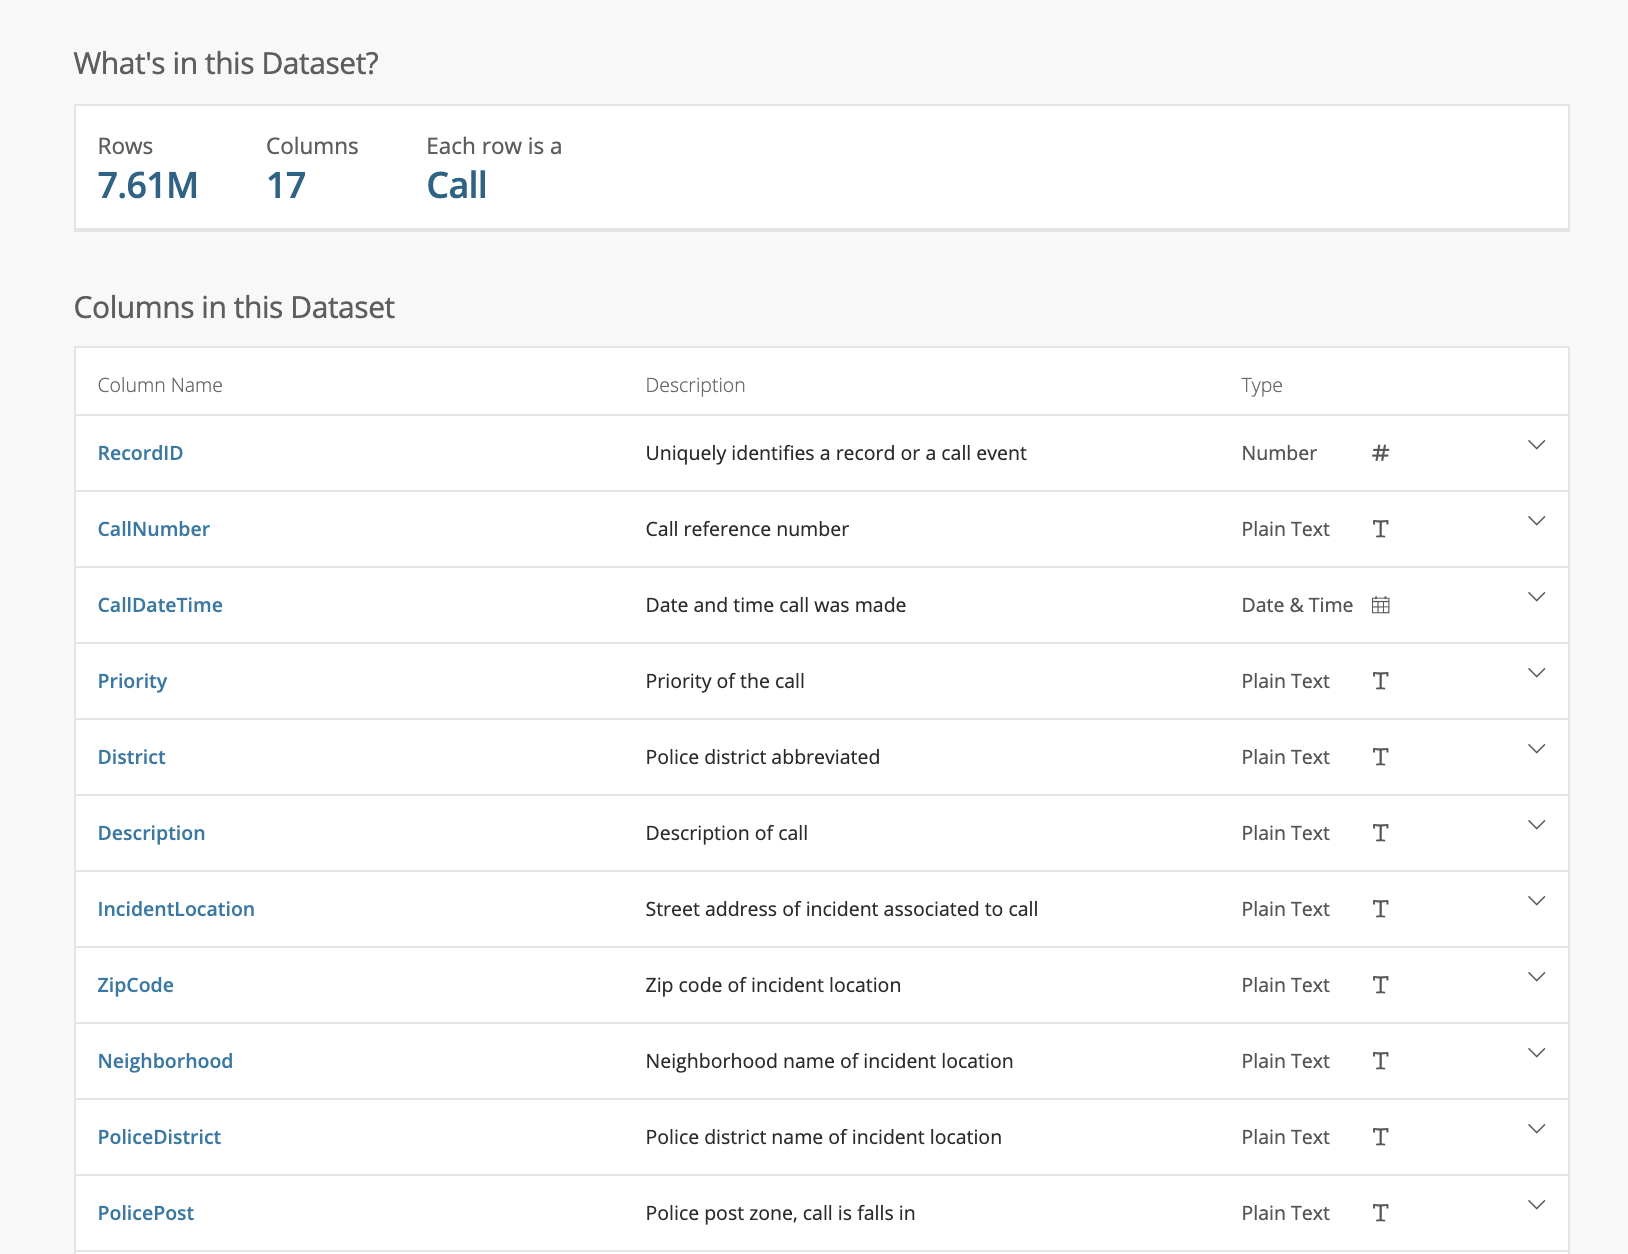 What's in this Dataset?
Rows Columns Each row is a
7.61M 17 Call
Columns in this Dataset
Column Name Description Type
RecordID Uniquely identifies a record or a call event Number #
CallNumber Call reference number Plain Text T
CallDateTime Date and time call was made Date & Time
Priority Priority of the call Plain Text T
District Police district abbreviated Plain Text T
Description Description of call Plain Text T
IncidentLocation Street address of incident associated to call Plain Text T
ZipCode Zip code of incident location Plain Text T
Neighborhood Neighborhood name of incident location Plain Text T
PoliceDistrict Police district name of incident location Plain Text T
PolicePost Police post zone, call is falls in Plain Text T